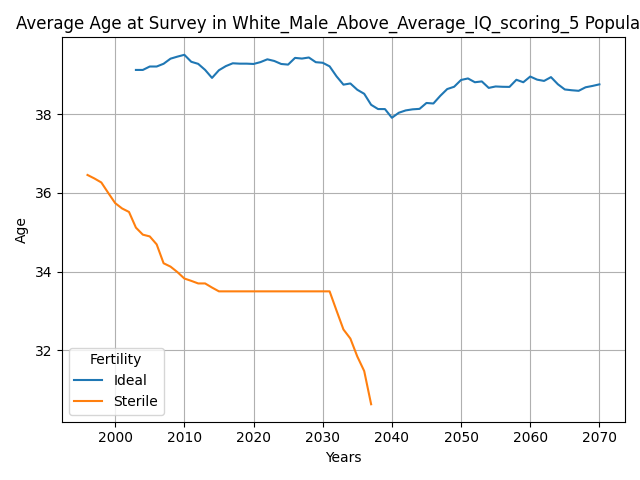 Average Age at Survey in White_Male_Above_Average_IQ_scoring_5 Popula
Age
38
36
34
32
Fertility
Ideal
Sterile
2000 2010 2020 2030 2040 2050 2060 2070
Years